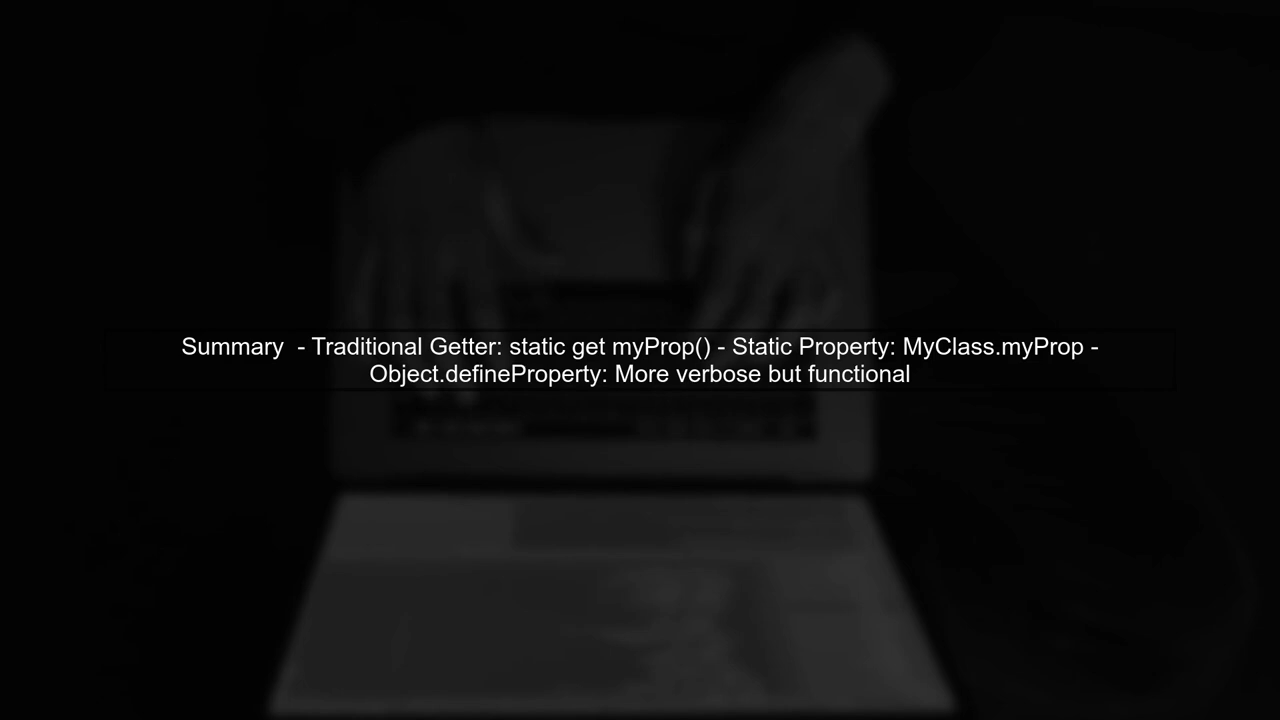 Summary  - Traditional Getter: static get myProp() - Static Property: MyClass.myProp -
Object.defineProperty: More verbose but functional